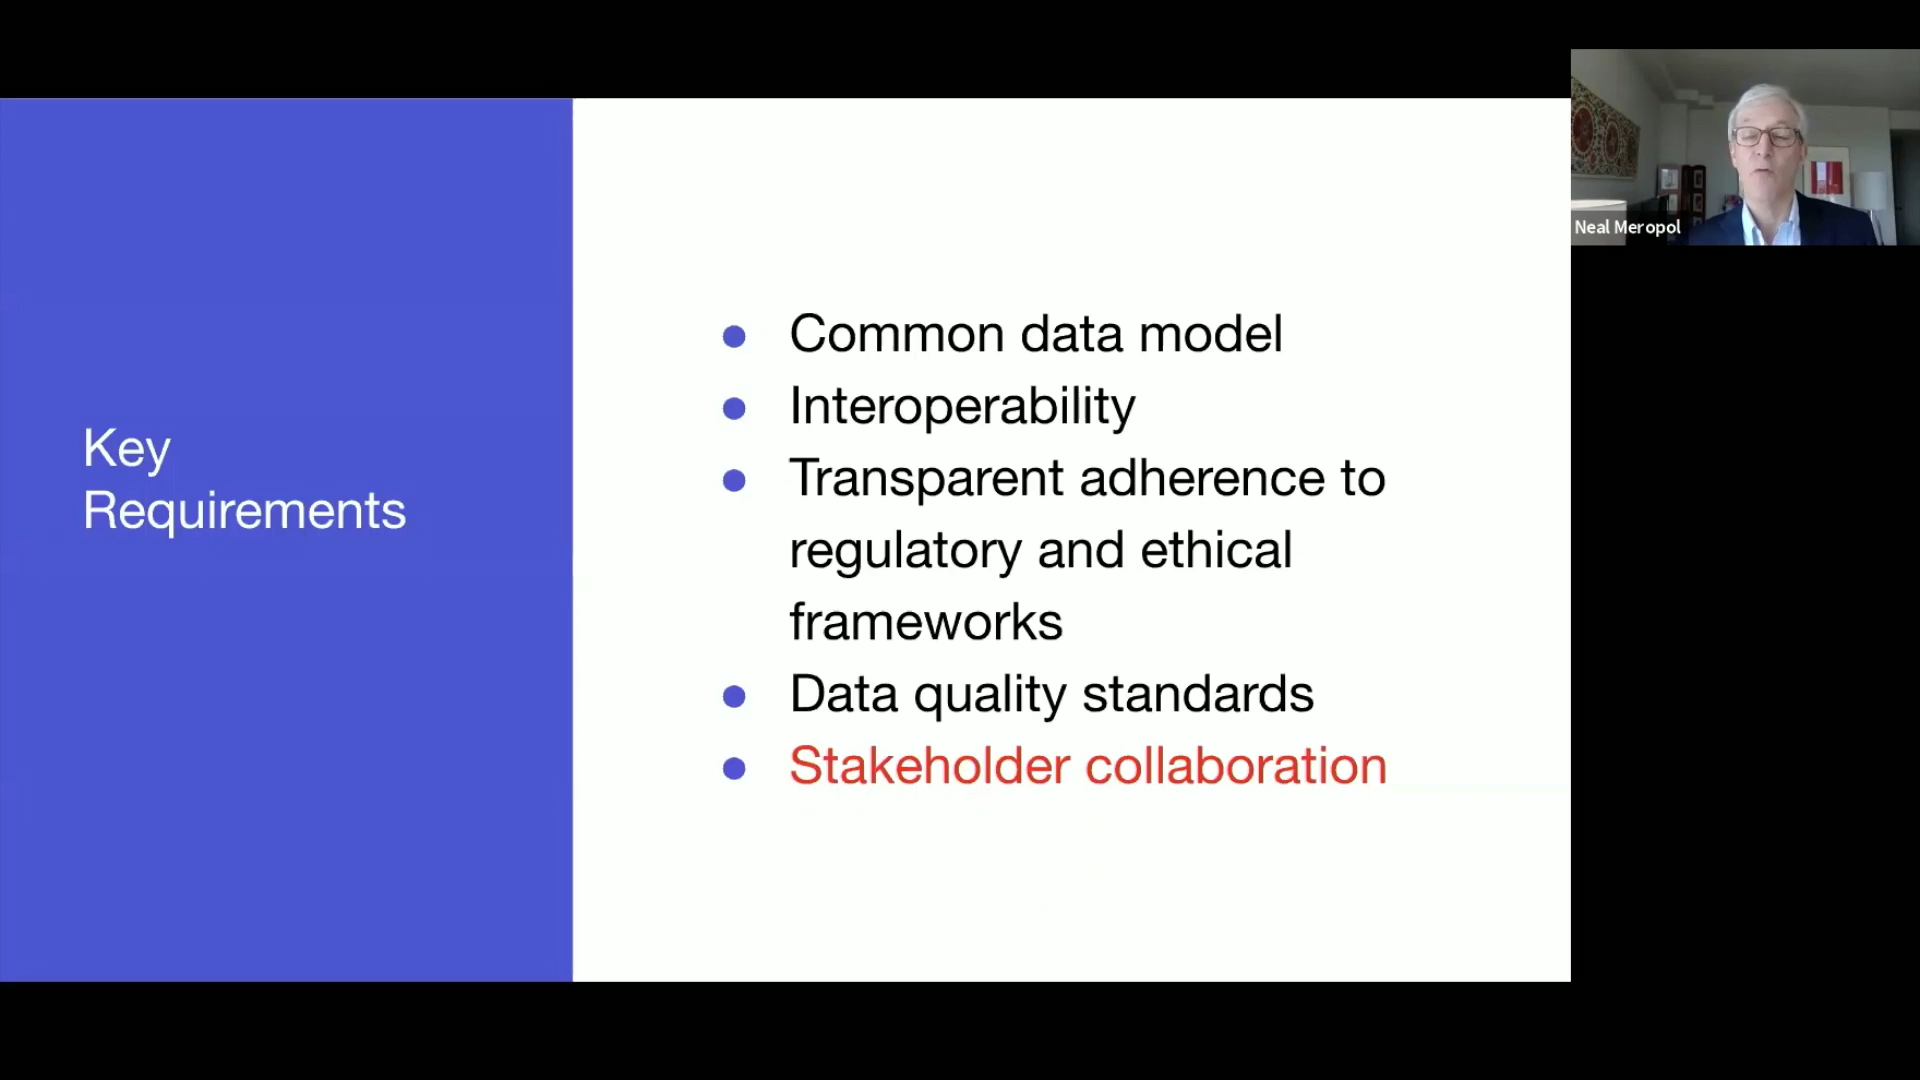 Key
Requirements
Common data model
Interoperability
Transparent adherence to
regulatory and ethical
frameworks
Data quality standards
Stakeholder collaboration
Neal Meropol